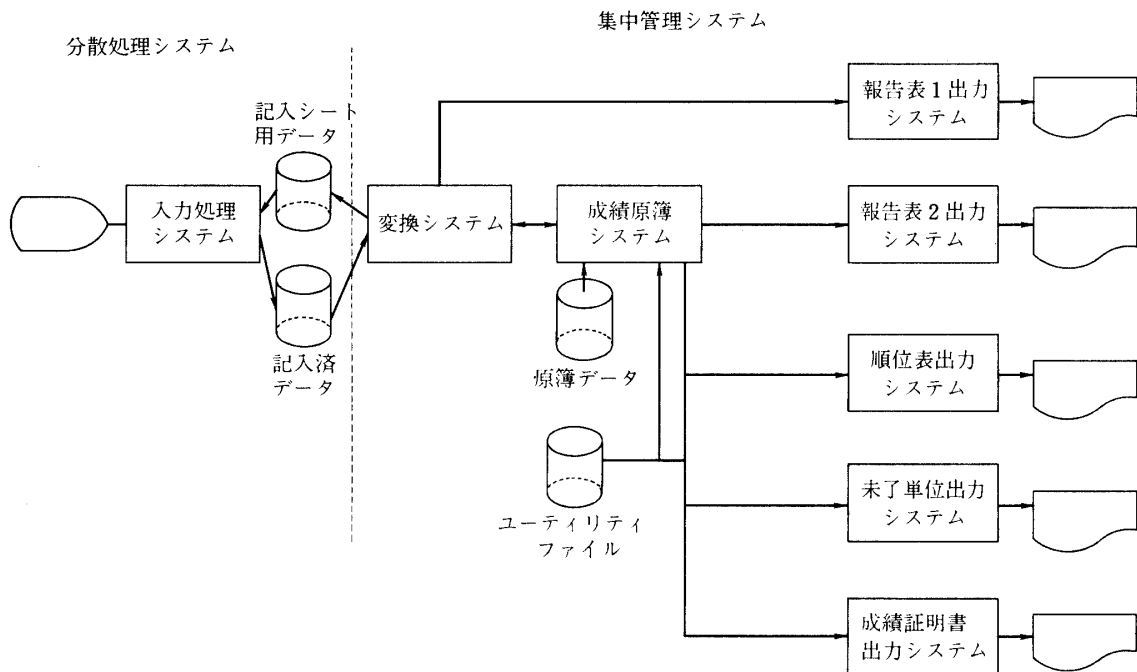 集中管理システム
分散処理システム
記入シート
用データ
入力処理
システム
記入済
データ
変換システム
成績原簿
システム
原簿データ
ユーティリティ
ファイル
報告表1出力
システム
報告表2出力
システム
順位表出力
システム
未了単位出力
システム
成績証明書
出力システム